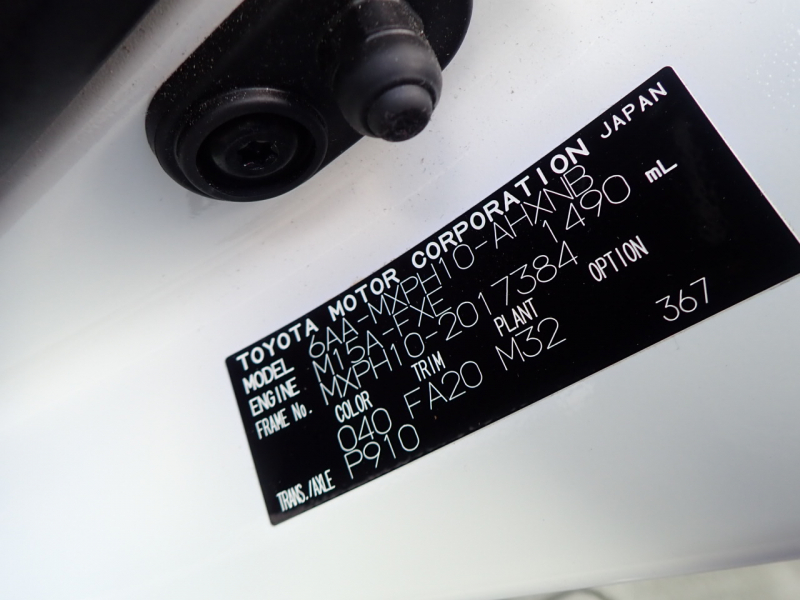 TOYOTA MOTOR CORPORATION JAPAN
MODEL 6AA-MXPH10-AHXNB
ENGINE M15A-FXE 1490 mL
FRAME No. MXPH10-2017384
COLOR TRIM PLANT OPTION
040 FA20 M32 367
TRANS./AXLE P910